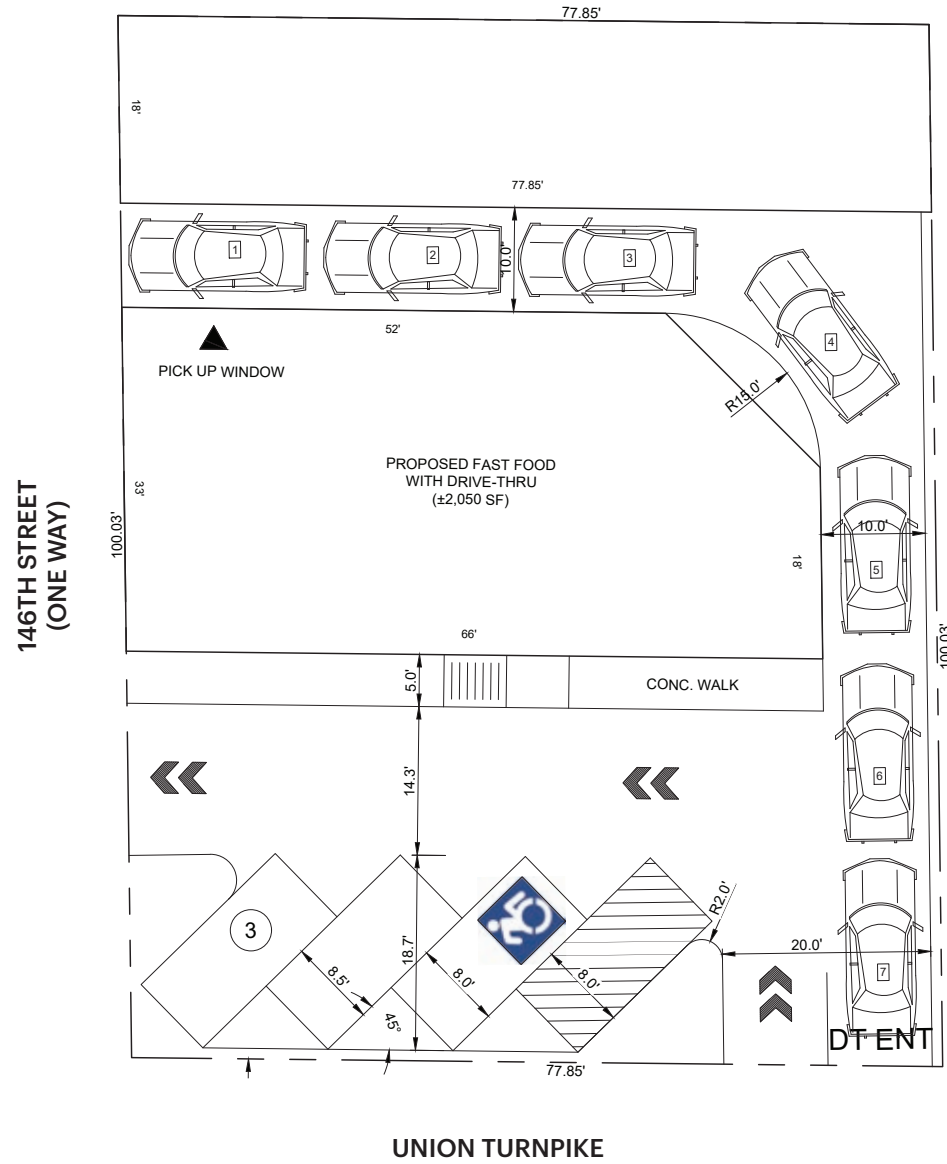 77.85'
18'
77.85'
1
2
3
10.0'
4
52'
PICK UP WINDOW
R15.0'
PROPOSED FAST FOOD
WITH DRIVE-THRU
(±2,050 SF)
146TH STREET
(ONE WAY)
33'
100.03'
10.0'
5
18'
66'
100.03'
5.0'
CONC. WALK
6
14.3'
3
18.7'
8.5'
8.0'
8.0'
R2.0'
20.0'
7
45°
DT ENT
77.85'
UNION TURNPIKE